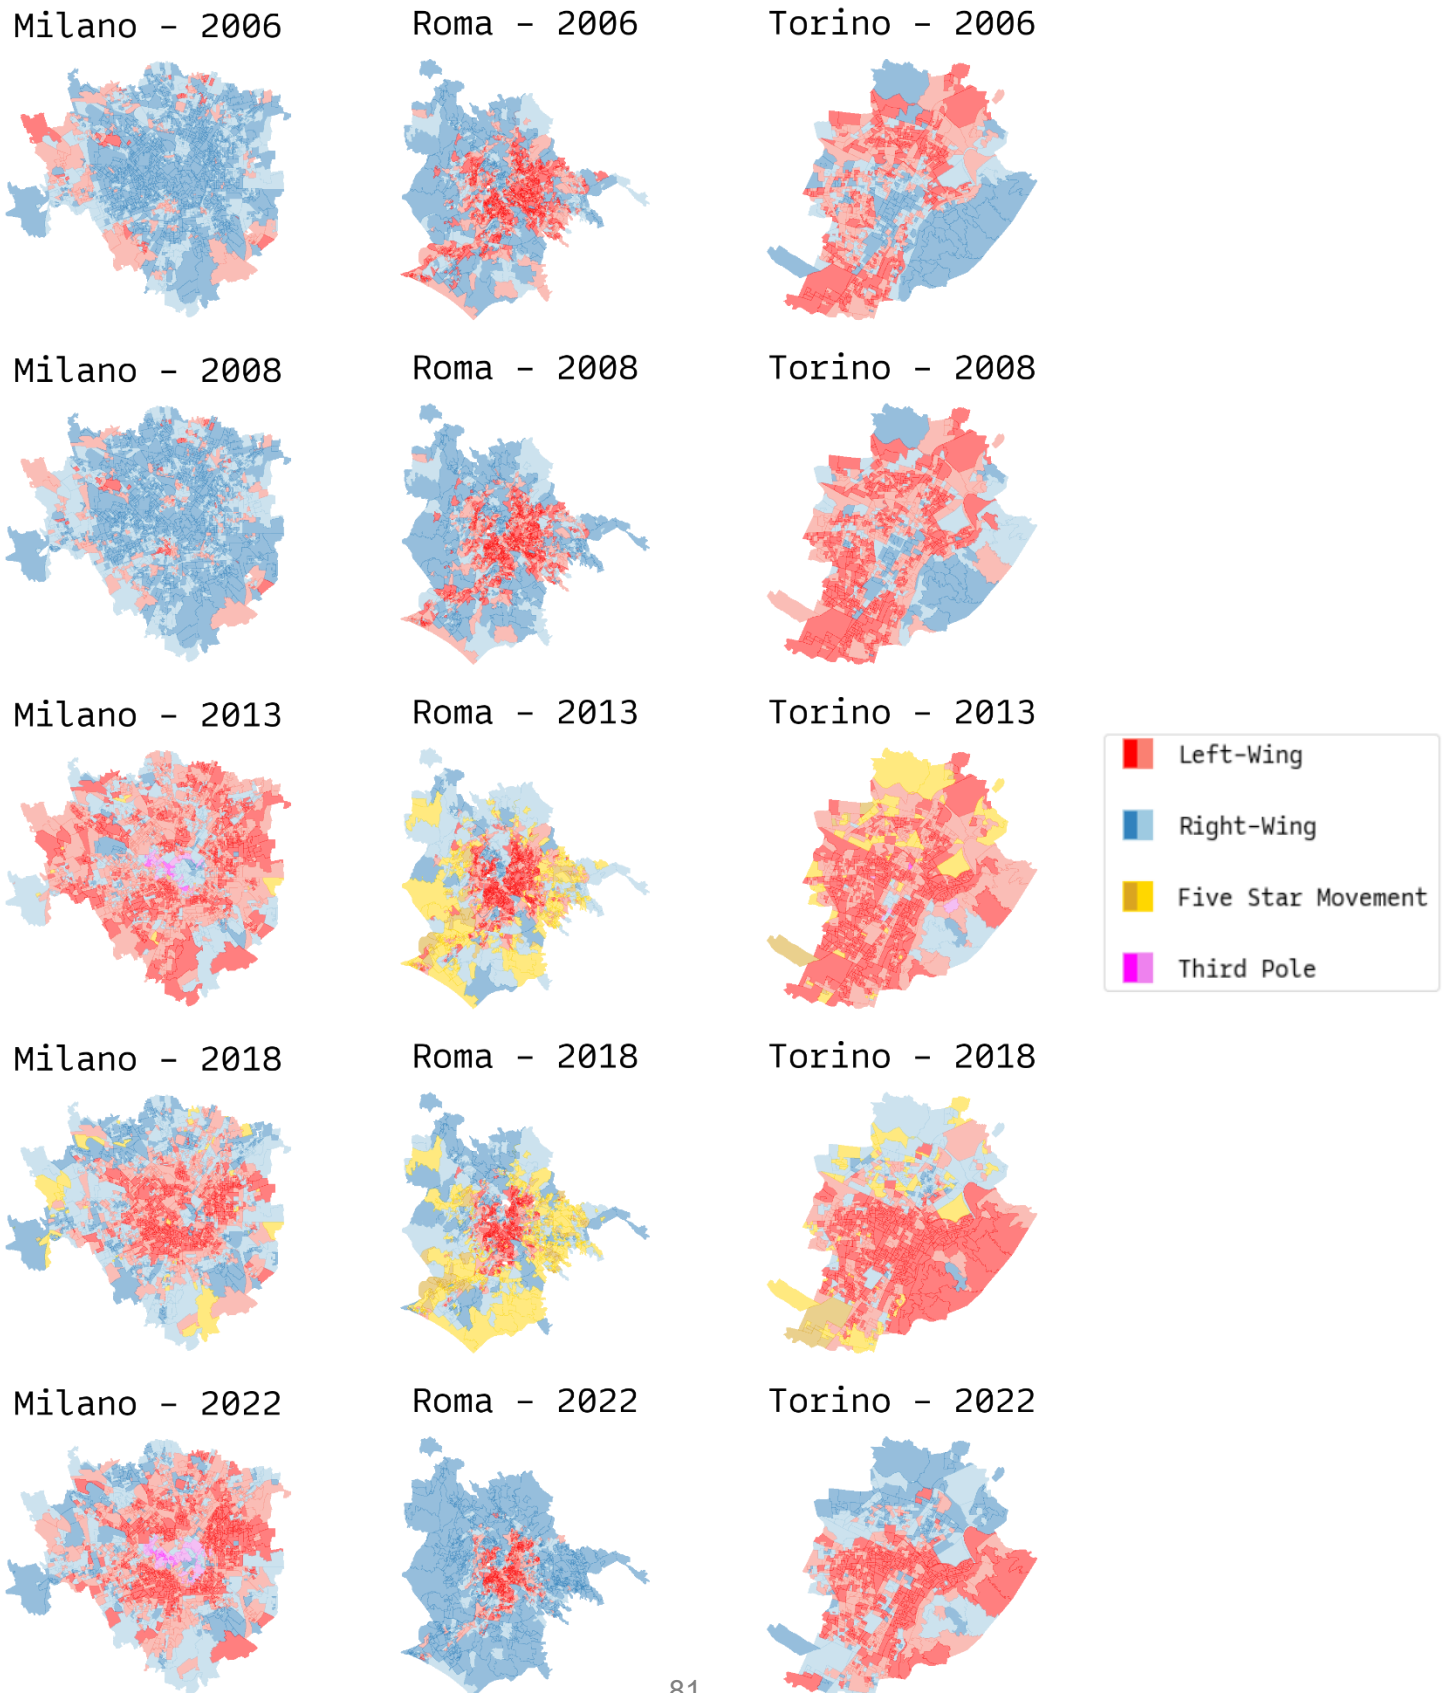 Milano - 2006
Roma - 2006
Torino - 2006
Milano - 2008
Roma - 2008
Torino - 2008
Milano - 2013
Roma - 2013
Torino - 2013
Left-Wing
Right-Wing
Five Star Movement
Third Pole
Milano - 2018
Roma - 2018
Torino - 2018
Milano - 2022
Roma - 2022
Torino - 2022
81